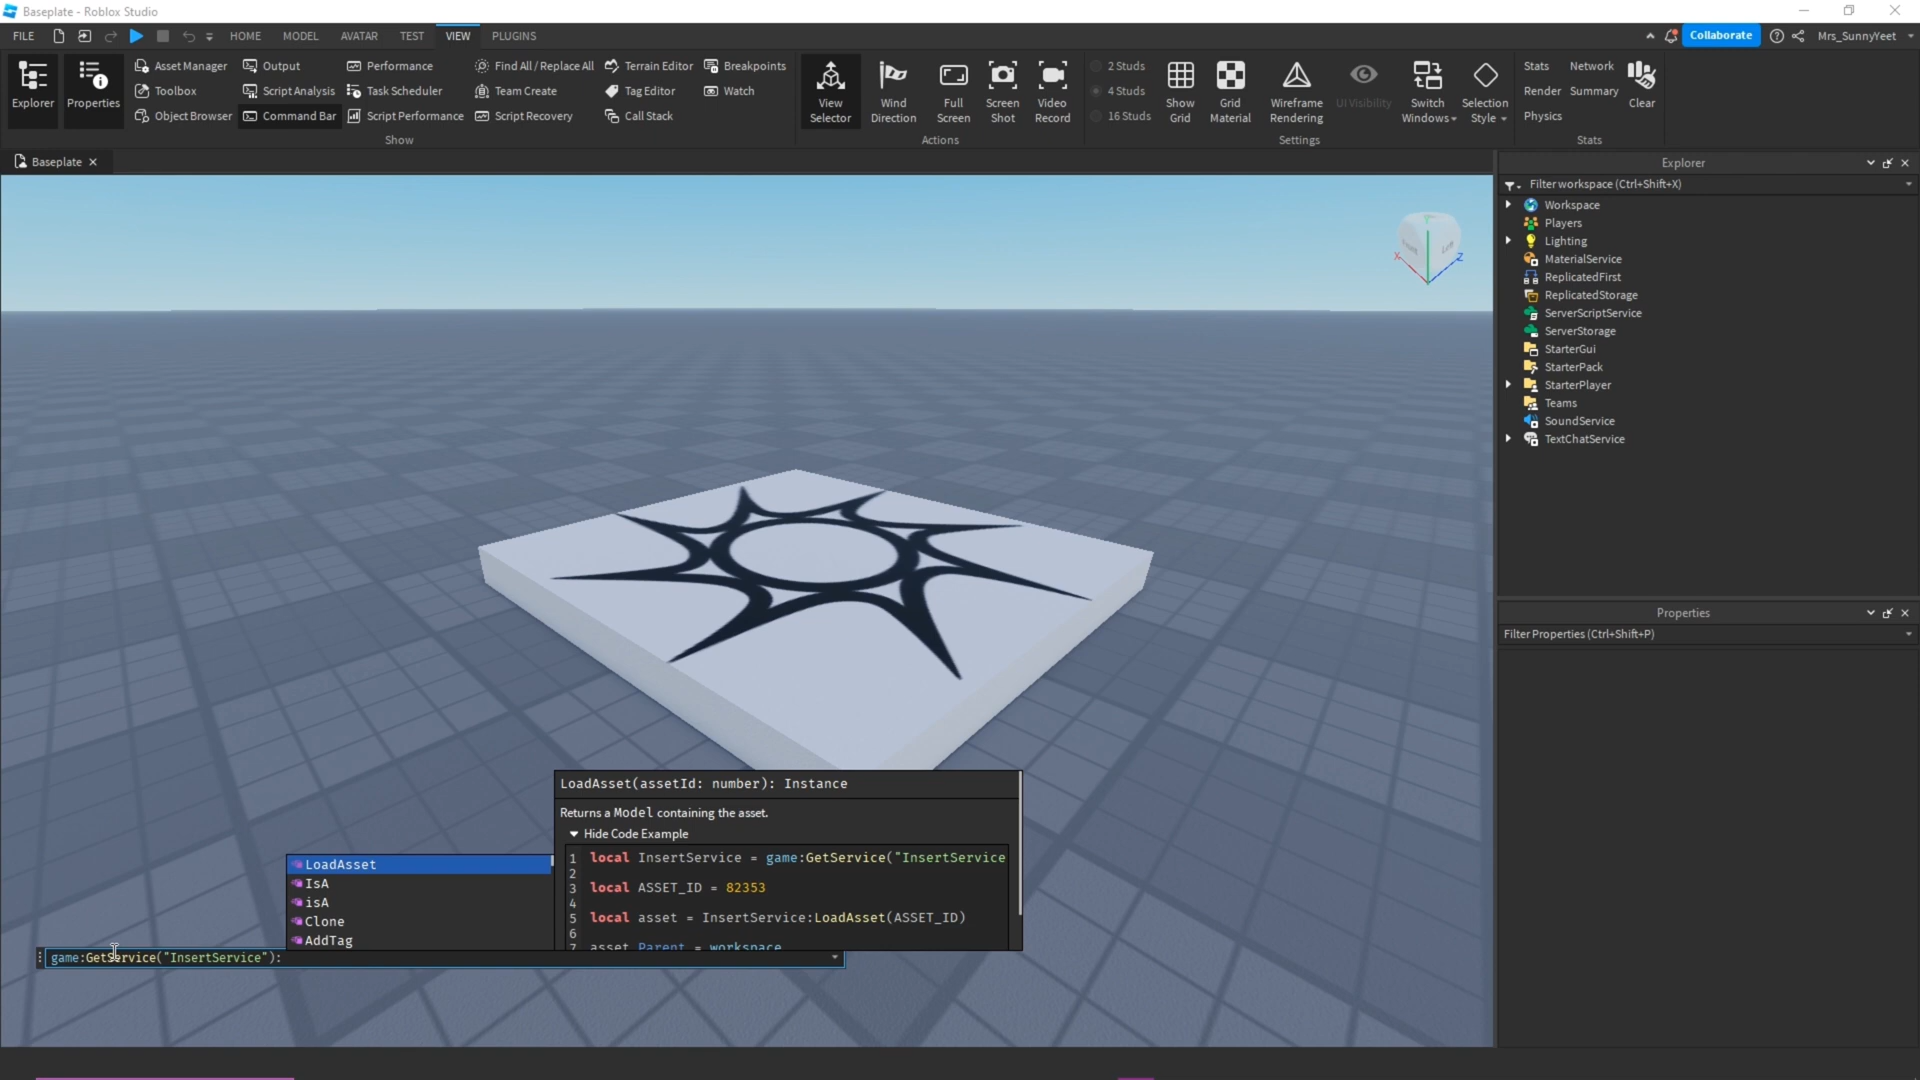 Baseplate - Roblox Studio
FILE HOME MODEL AVATAR TEST VIEW PLUGINS Collaborate Mrs_SunnyYeet
Explorer
Properties
Asset Manager
Toolbox
Object Browser
Output
Script Analysis
Command Bar
Performance
Task Scheduler
Script Performance
Find All / Replace All
Team Create
Script Recovery
Terrain Editor
Tag Editor
Call Stack
Breakpoints
Watch
Show
View
Selector
Wind
Direction
Full
Screen
Screen
Shot
Video
Record
Actions
2 Studs
4 Studs
16 Studs
Show
Grid
Grid
Material
Wireframe
Rendering
UI Visibility
Switch
Windows
Selection
Style
Settings
Stats
Render
Physics
Network
Summary
Clear
Stats
Baseplate
Explorer
Filter workspace (Ctrl+Shift+X)
Workspace
Players
Lighting
MaterialService
ReplicatedFirst
ReplicatedStorage
ServerScriptService
ServerStorage
StarterGui
StarterPack
StarterPlayer
Teams
SoundService
TextChatService
Properties
Filter Properties (Ctrl+Shift+P)
X
Z
LoadAsset(assetId: number): Instance
Returns a Model containing the asset.
Hide Code Example
1 local InsertService = game:GetService("InsertService
2
3 local ASSET_ID = 82353
4
5 local asset = InsertService:LoadAsset(ASSET_ID)
6
7 asset.Parent = workspace
LoadAsset
IsA
isA
Clone
AddTag
game:GetService("InsertService"):